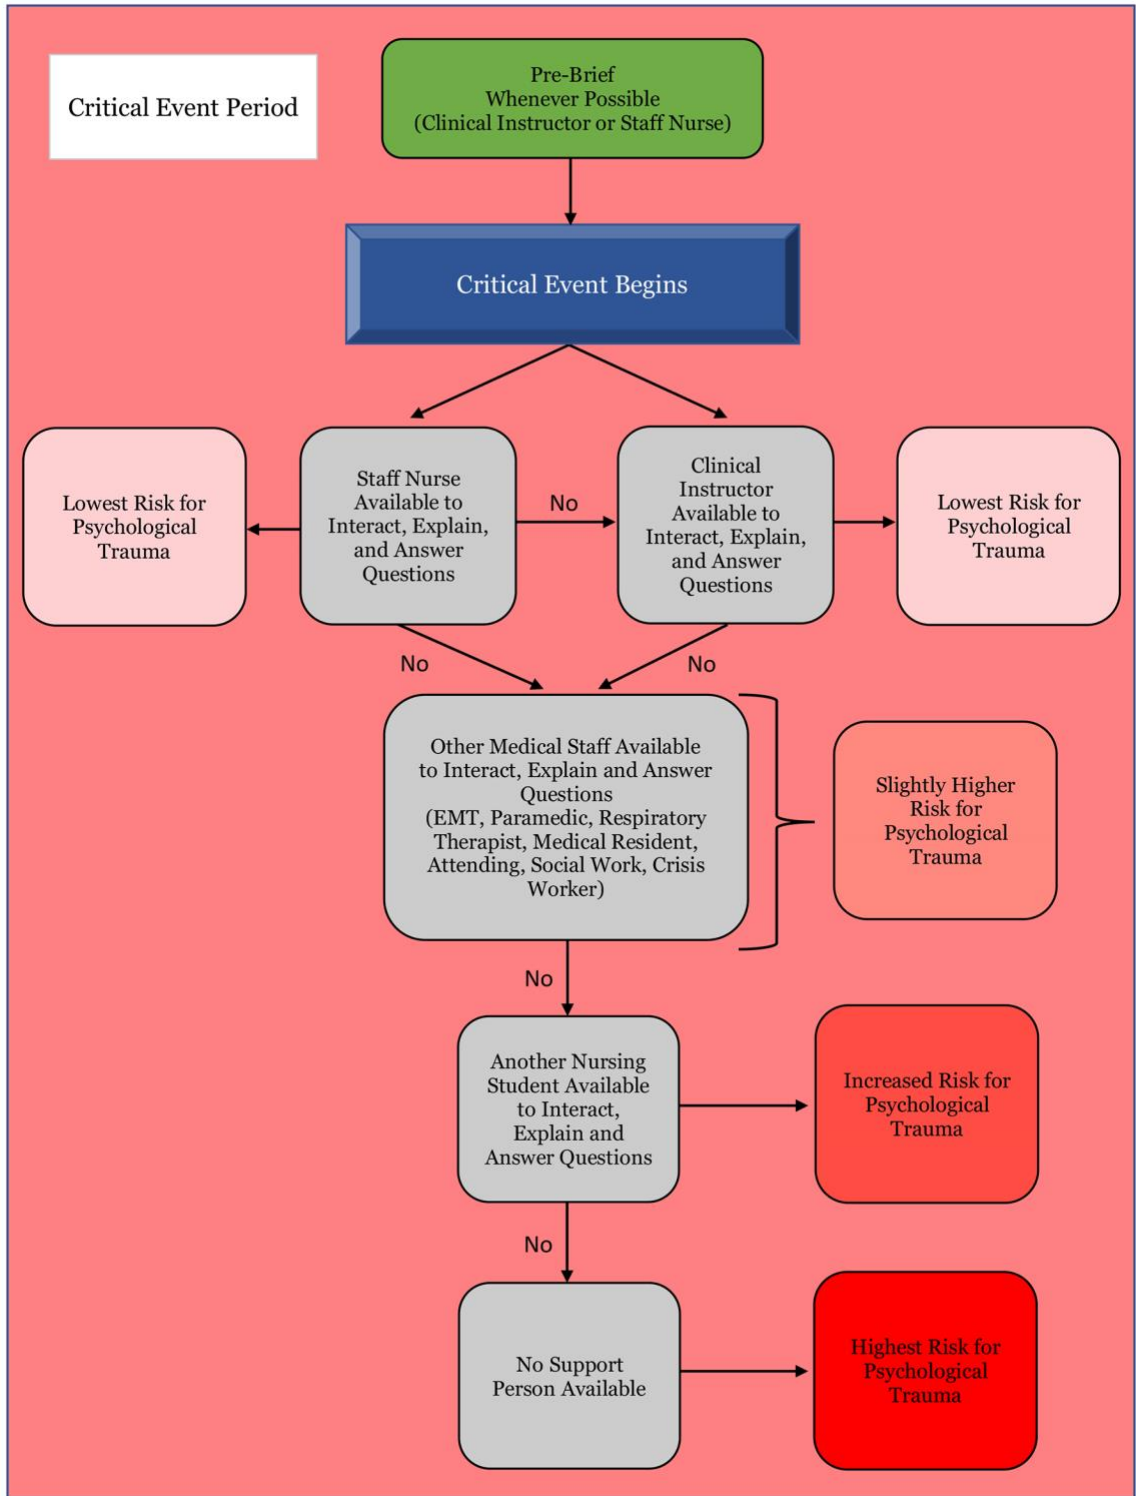 Critical Event Period
Pre-Brief
Whenever Possible
(Clinical Instructor or Staff Nurse)
Critical Event Begins
Lowest Risk for
Psychological
Trauma
Staff Nurse
Available to
Interact, Explain,
and Answer
Questions
No
Clinical
Instructor
Available to
Interact, Explain,
and Answer
Questions
Lowest Risk for
Psychological
Trauma
No
No
Other Medical Staff Available
to Interact, Explain and Answer
Questions
(EMT, Paramedic, Respiratory
Therapist, Medical Resident,
Attending, Social Work, Crisis
Worker)
Slightly Higher
Risk for
Psychological
Trauma
No
Another Nursing
Student Available
to Interact,
Explain and
Answer Questions
Increased Risk for
Psychological
Trauma
No
No Support
Person Available
Highest Risk for
Psychological
Trauma